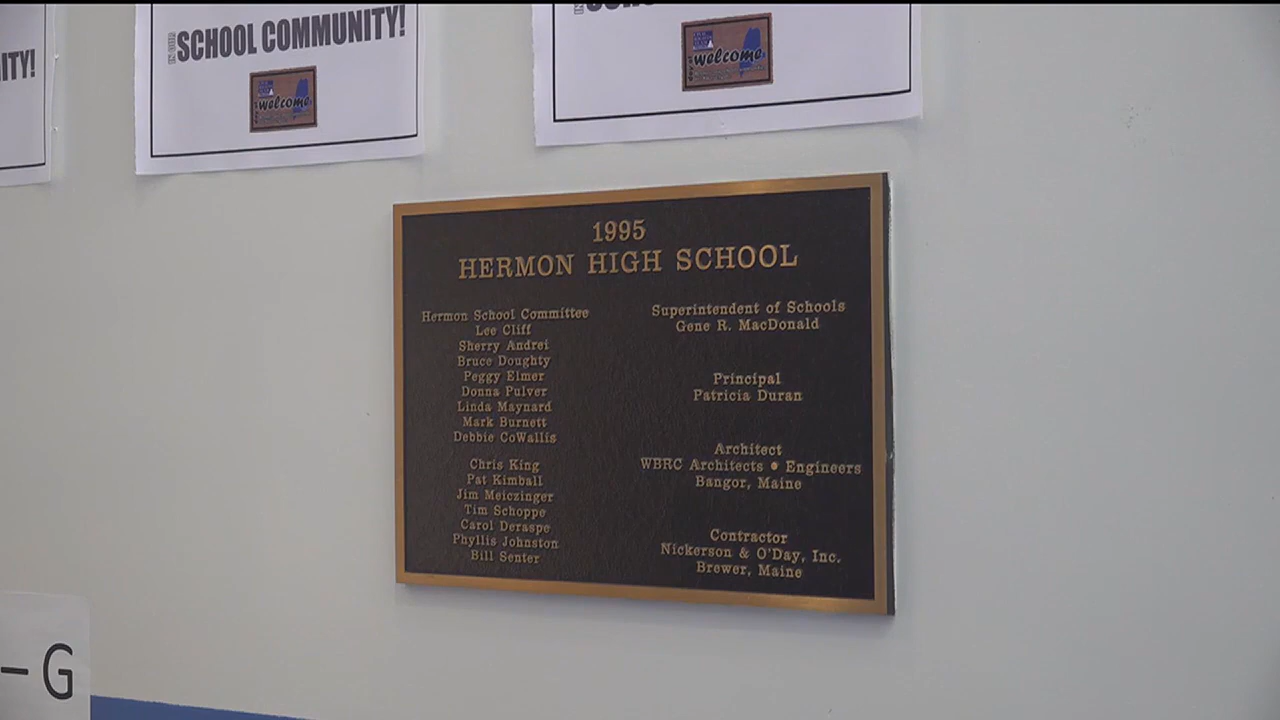 ITY!
IN OUR SCHOOL COMMUNITY!
welcome
welcome
1995
HERMON HIGH SCHOOL
Hermon School Committee
Lee Cliff
Sherry Andrei
Bruce Doughty
Peggy Elmer
Donna Pulver
Linda Maynard
Mark Burnett
Debbie CoWallis
Chris King
Pat Kimball
Jim Meiczinger
Tim Schoppe
Carol Deraspe
Phyllis Johnston
Bill Senter
Superintendent of Schools
Gene R. MacDonald
Principal
Patricia Duran
Architect
WBRC Architects • Engineers
Bangor, Maine
Contractor
Nickerson & O'Day, Inc.
Brewer, Maine
– G